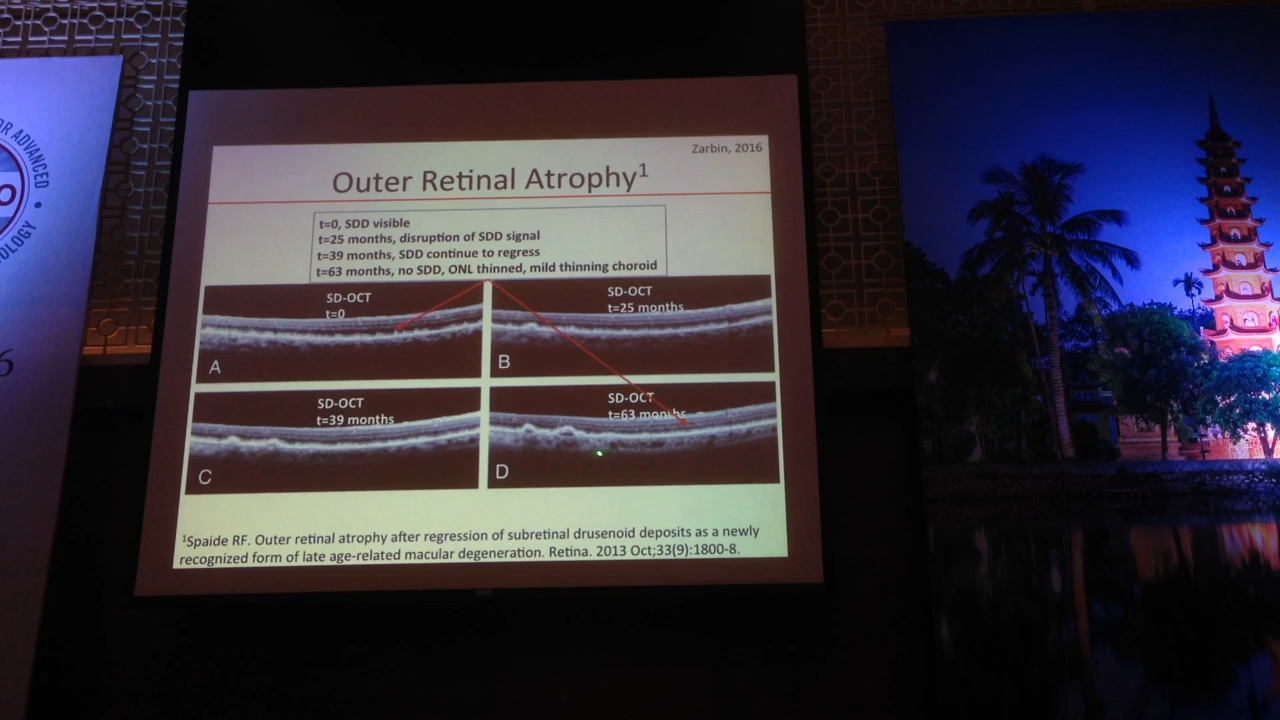 OR ADVANCED
O
OLOGY
6
Zarbin, 2016
Outer Retinal Atrophy¹
t=0, SDD visible
t=25 months, disruption of SDD signal
t=39 months, SDD continue to regress
t=63 months, no SDD, ONL thinned, mild thinning choroid
SD-OCT
t=0
A
SD-OCT
t=25 months
B
SD-OCT
t=39 months
C
SD-OCT
t=63 months
D
¹Spaide RF. Outer retinal atrophy after regression of subretinal drusenoid deposits as a newly
recognized form of late age-related macular degeneration. Retina. 2013 Oct;33(9):1800-8.